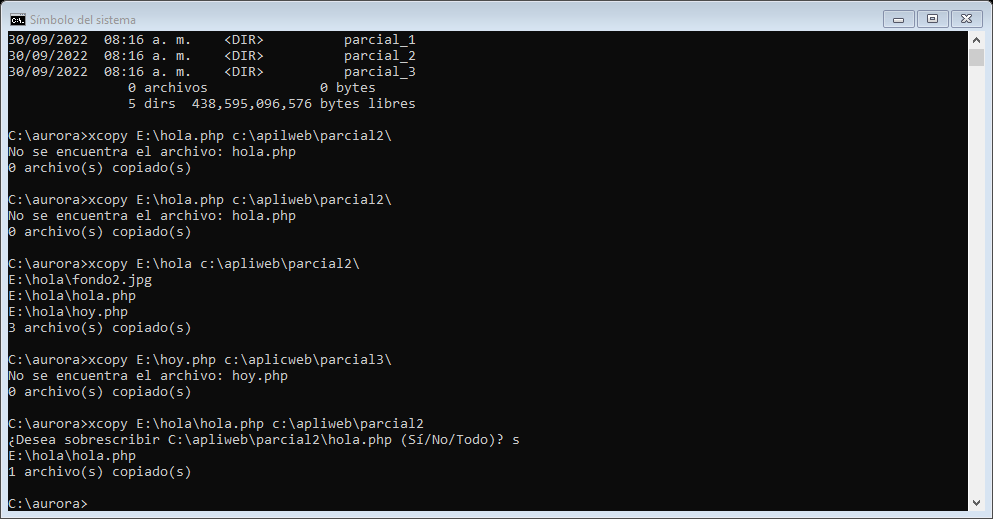 Símbolo del sistema
30/09/2022  08:16 a. m.    <DIR>          parcial_1
30/09/2022  08:16 a. m.    <DIR>          parcial_2
30/09/2022  08:16 a. m.    <DIR>          parcial_3
               0 archivos              0 bytes
               5 dirs  438,595,096,576 bytes libres

C:\aurora>xcopy E:\hola.php c:\apilweb\parcial2\
No se encuentra el archivo: hola.php
0 archivo(s) copiado(s)

C:\aurora>xcopy E:\hola.php c:\apliweb\parcial2\
No se encuentra el archivo: hola.php
0 archivo(s) copiado(s)

C:\aurora>xcopy E:\hola c:\apliweb\parcial2\
E:\hola\fondo2.jpg
E:\hola\hola.php
E:\hola\hoy.php
3 archivo(s) copiado(s)

C:\aurora>xcopy E:\hoy.php c:\aplicweb\parcial3\
No se encuentra el archivo: hoy.php
0 archivo(s) copiado(s)

C:\aurora>xcopy E:\hola\hola.php c:\apliweb\parcial2
¿Desea sobrescribir C:\apliweb\parcial2\hola.php (Sí/No/Todo)? s
E:\hola\hola.php
1 archivo(s) copiado(s)

C:\aurora>